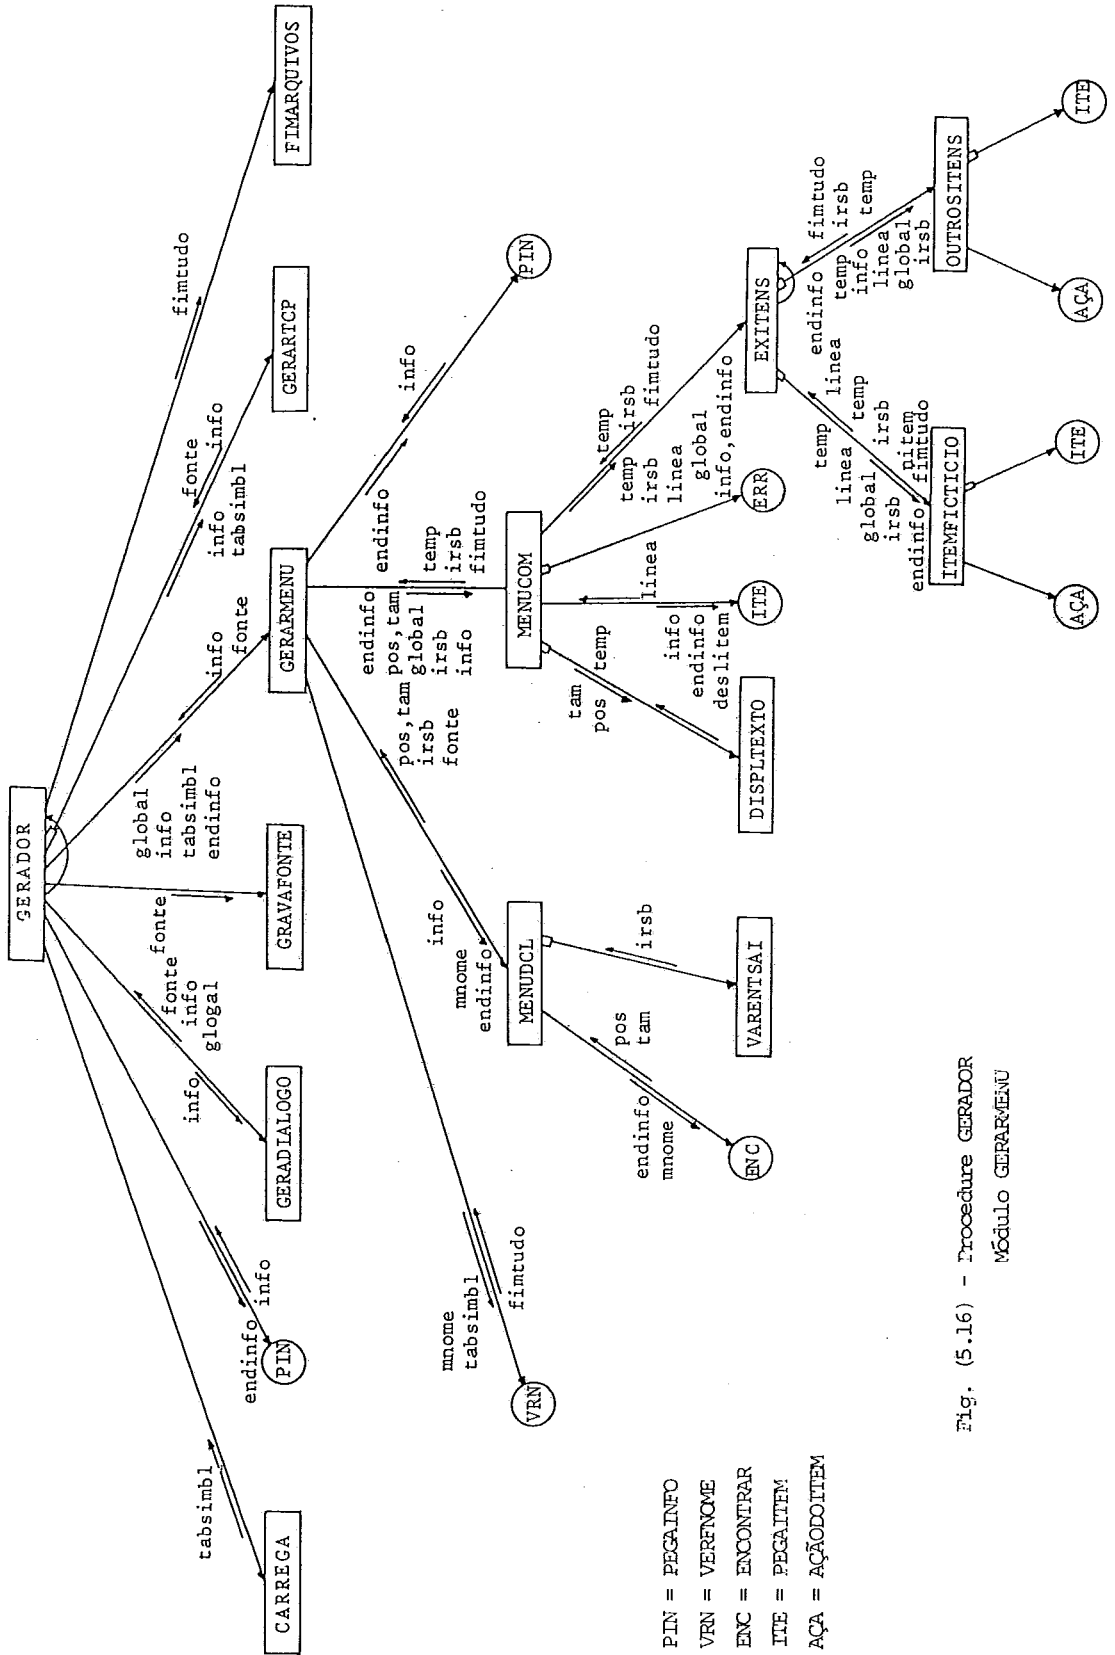 GERADOR
tabsimbl
endinfo
info
info
fonte
info
glogal
fonte
global
info
tabsimbl
endinfo
info
fonte
info
tabsimbl
fonte
info
fimtudo
CARREGA
PIN
GERADIALOGO
GRAVAFONTE
GERARMENU
GERARTCP
FIMARQUIVOS
mnome
tabsimbl
fimtudo
info
mnome
endinfo
pos,tam
irsb
fonte
endinfo
pos,tam
global
irsb
info
temp
irsb
fimtudo
endinfo
info
VRN
MENUDCL
MENUCOM
PIN
endinfo
mnome
pos
tam
irsb
tam
pos
temp
info
endinfo
deslitem
linea
temp
irsb
linea
global
info,endinfo
temp
irsb
fimtudo
ENC
VARENTSAI
DISPLTEXTO
ITE
ERR
EXITENS
temp
linea
global
irsb
endinfo
linea
temp
irsb
nitem
fimtudo
endinfo
temp
info
linea
global
irsb
fimtudo
irsb
temp
ITEMFICTICIO
OUTROSITENS
AÇA
ITE
AÇA
ITE
PIN = PEGAINFO
VRN = VERFNOME
ENC = ENCONTRAR
ITE = PEGAITEM
AÇA = AÇÃODOITEM
Fig. (5.16) - Procedure GERADOR
Módulo GERARMENU